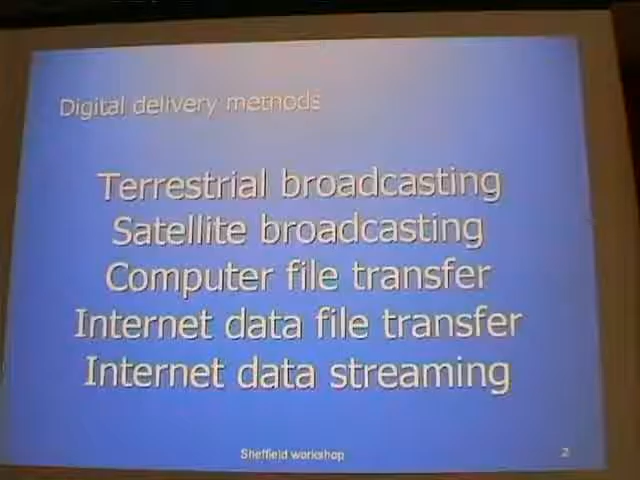 Digital delivery methods
Terrestrial broadcasting
Satellite broadcasting
Computer file transfer
Internet data file transfer
Internet data streaming
Sheffield workshop
2